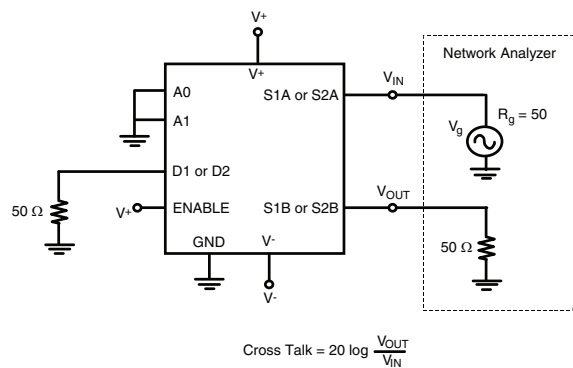 V+
Network Analyzer
V+
A0
S1A or S2A
VIN
A1
Vg
Rg = 50
D1 or D2
50 Ω
V+
ENABLE
S1B or S2B
VOUT
GND
V-
50 Ω
V-
Cross Talk = 20 log VOUT
VIN